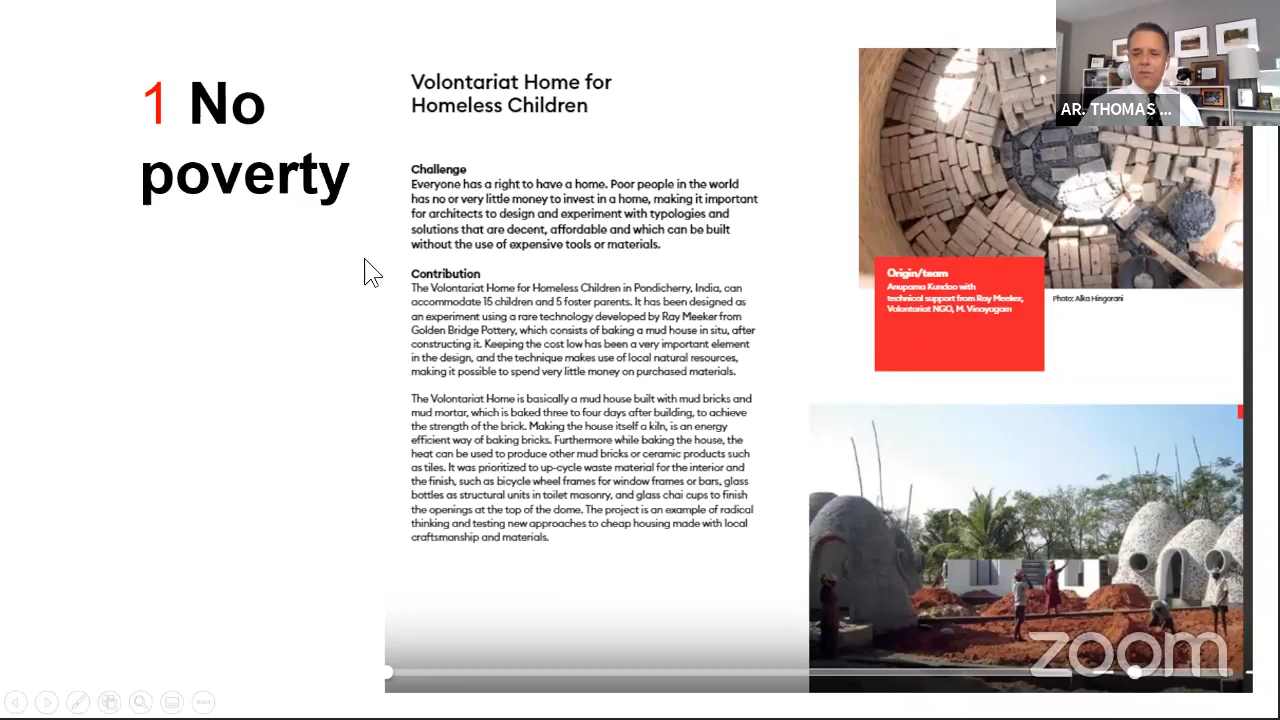 1 No
poverty
Volontariat Home for
Homeless Children
Challenge
Everyone has a right to have a home. Poor people in the world
has no or very little money to invest in a home, making it important
for architects to design and experiment with typologies and
solutions that are decent, affordable and which can be built
without the use of expensive tools or materials.
Contribution
The Volontariat Home for Homeless Children in Pondicherry, India, can
accommodate 15 children and 5 foster parents. It has been designed as
an experiment using a rare technology developed by Ray Meeker from
Golden Bridge Pottery, which consists of baking a mud house in situ, after
constructing it. Keeping the cost low has been a very important element
in the design, and the technique makes use of local natural resources,
making it possible to spend very little money on purchased materials.
The Volontariat Home is basically a mud house built with mud bricks and
mud mortar, which is baked three to four days after building, to achieve
the strength of the brick. Making the house itself a kiln, is an energy
efficient way of baking bricks. Furthermore while baking the house, the
heat can be used to produce other mud bricks or ceramic products such
as tiles. It was prioritized to up-cycle waste material for the interior and
the finish, such as bicycle wheel frames for window frames or bars, glass
bottles as structural units in toilet masonry, and glass chai cups to finish
the openings at the top of the dome. The project is an example of radical
thinking and testing new approaches to cheap housing made with local
craftsmanship and materials.
AR. THOMAS ...
Origin/team
Anupama Kundoo with
technical support from Ray Meeker,
Volontariat NGO, M. Vinayagam
Photo: Alka Hingorani
zoom